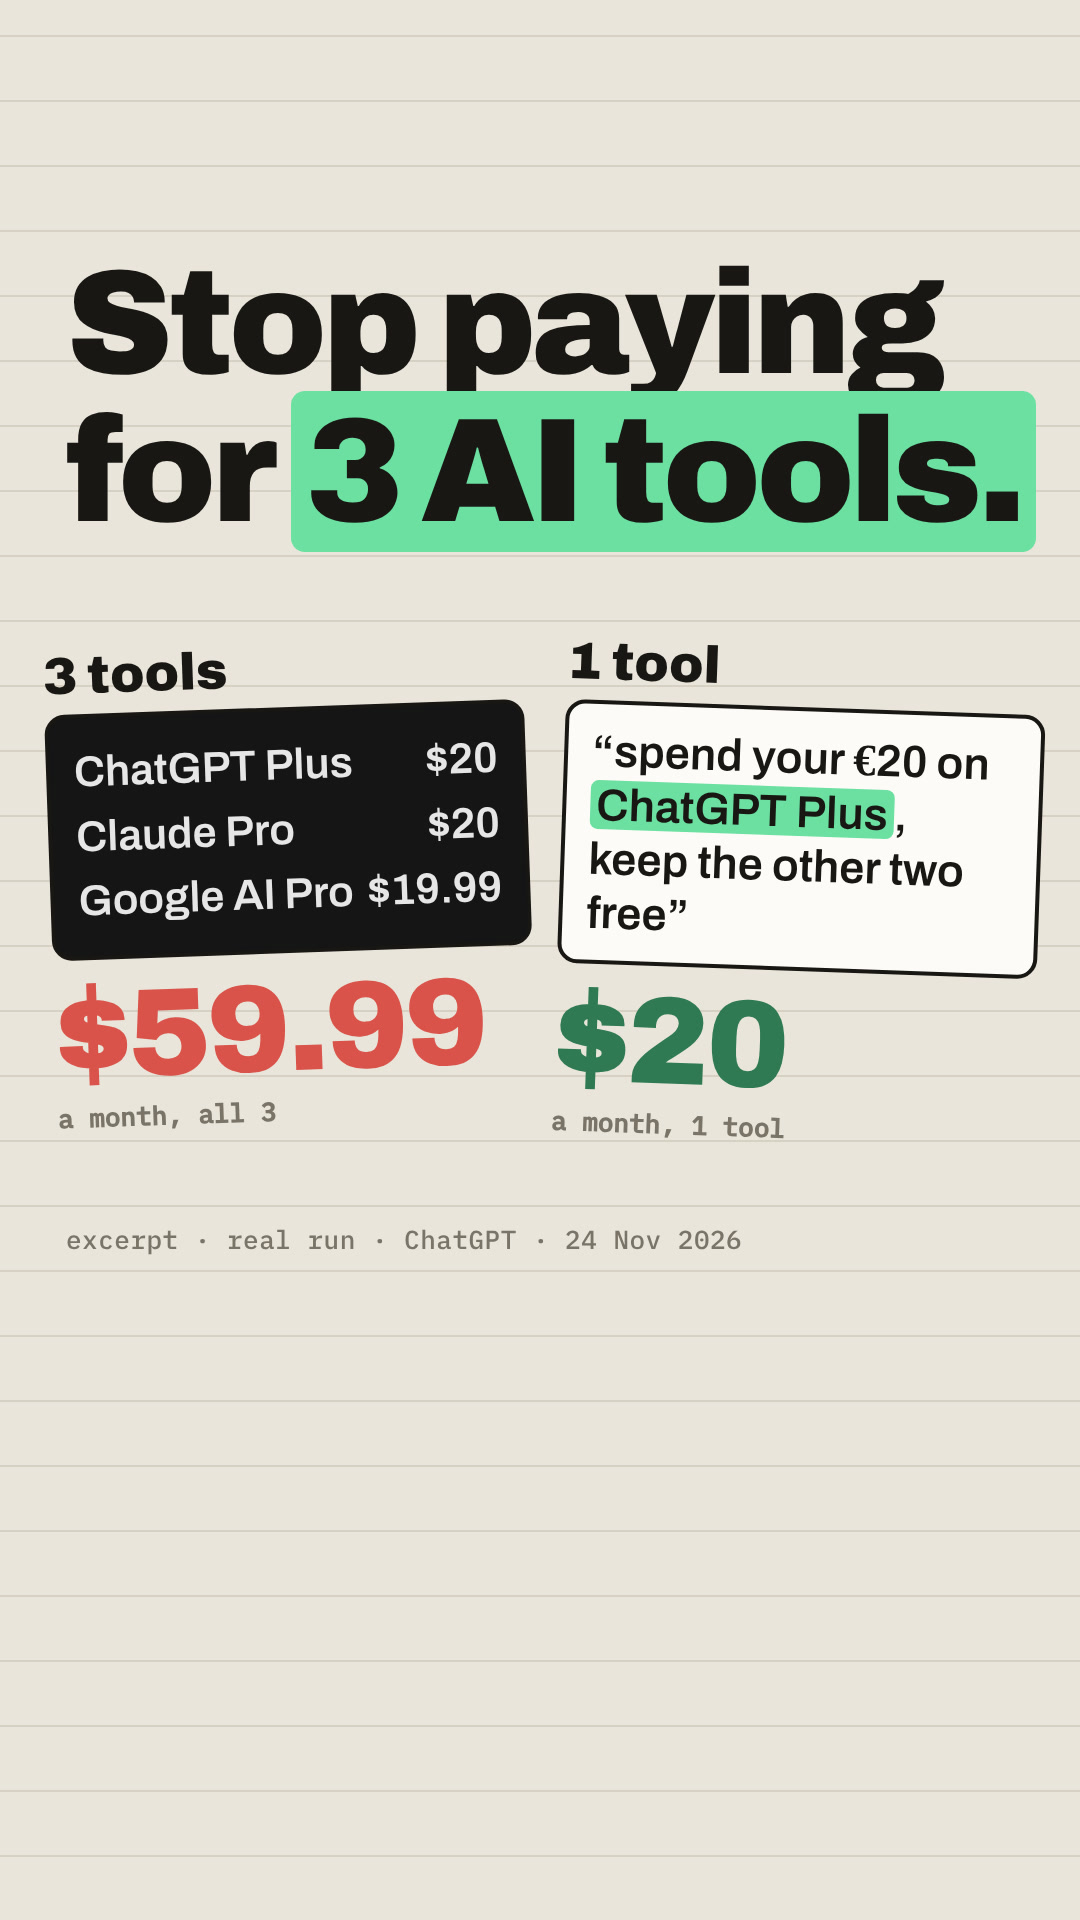 Stop paying
for 3 AI tools.
3 tools
ChatGPT Plus $20
Claude Pro $20
Google AI Pro $19.99
$59.99
a month, all 3
1 tool
“spend your €20 on
ChatGPT Plus,
keep the other two
free”
$20
a month, 1 tool
excerpt · real run · ChatGPT · 24 Nov 2026